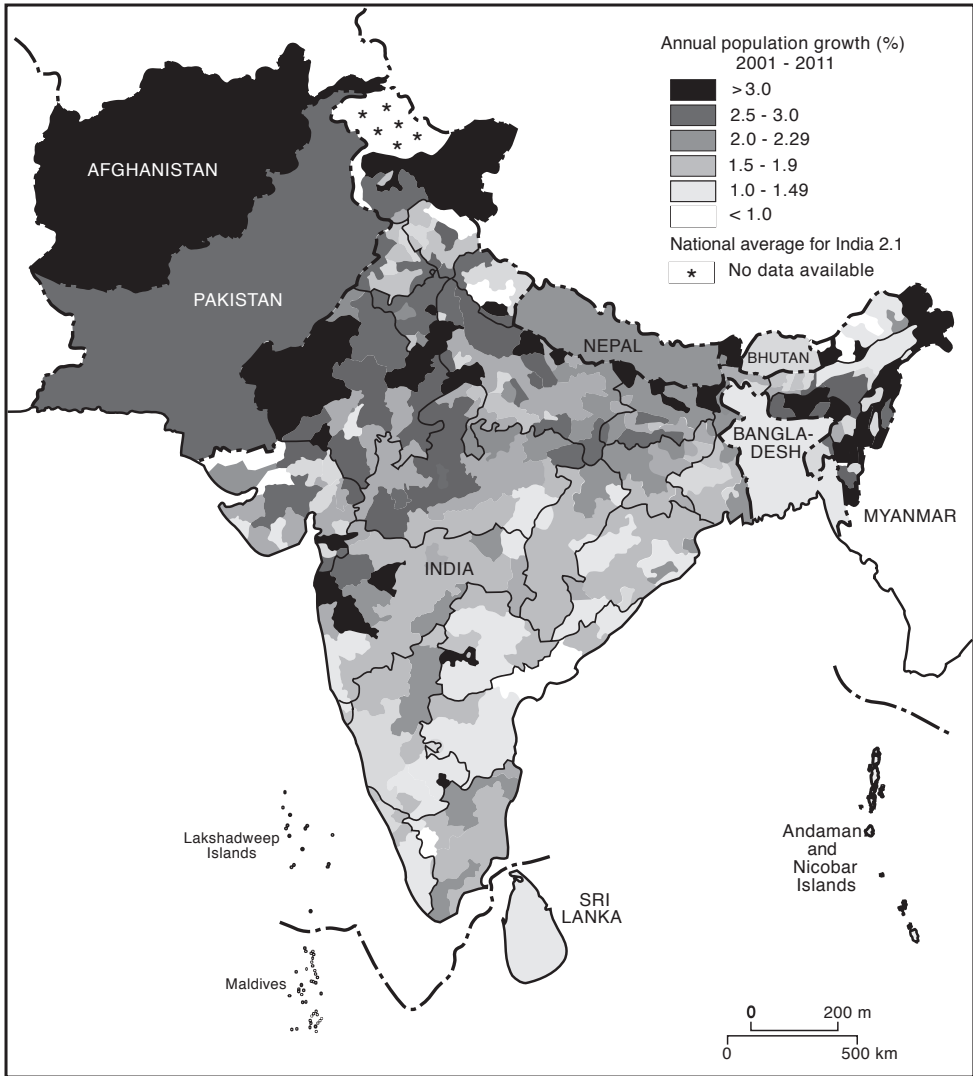 Annual population growth (%)
2001 - 2011
>3.0
2.5 - 3.0
2.0 - 2.29
1.5 - 1.9
1.0 - 1.49
< 1.0
National average for India 2.1
* No data available
AFGHANISTAN
PAKISTAN
NEPAL
BHUTAN
BANGLA-
DESH
MYANMAR
INDIA
Lakshadweep
Islands
Andaman
and
Nicobar
Islands
SRI
LANKA
Maldives
0 200 m
0 500 km